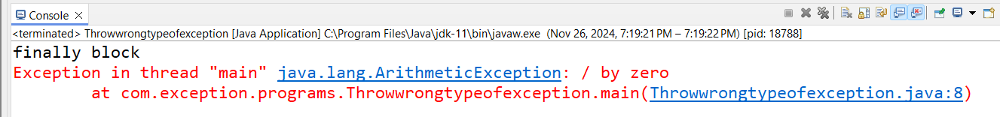 Console
<terminated> Throwwrongtypeofexception [Java Application] C:\Program Files\Java\jdk-11\bin\javaw.exe (Nov 26, 2024, 7:19:21 PM – 7:19:22 PM) [pid: 18788]
finally block
Exception in thread "main" java.lang.ArithmeticException: / by zero
at com.exception.programs.Throwwrongtypeofexception.main(Throwwrongtypeofexception.java:8)